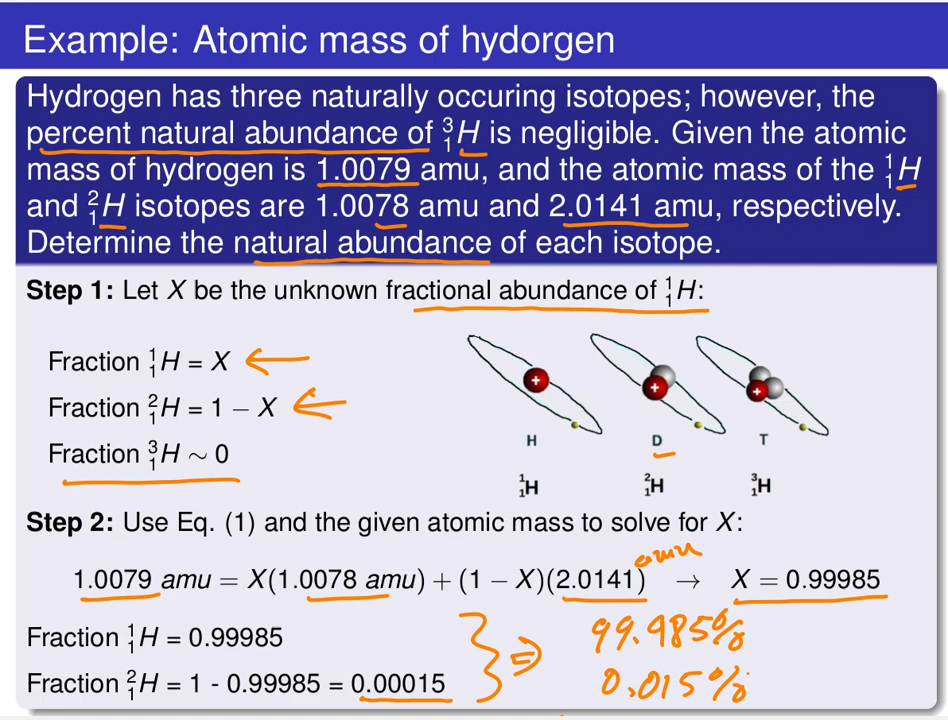 Example: Atomic mass of hydorgen
Hydrogen has three naturally occuring isotopes; however, the
percent natural abundance of ³₁H is negligible. Given the atomic
mass of hydrogen is 1.0079 amu, and the atomic mass of the ¹₁H
and ²₁H isotopes are 1.0078 amu and 2.0141 amu, respectively.
Determine the natural abundance of each isotope.
Step 1: Let X be the unknown fractional abundance of ¹₁H:
Fraction ¹₁H = X ←
Fraction ²₁H = 1 − X ←
Fraction ³₁H ∼ 0
+ + +
H D T
¹₁H ²₁H ³₁H
Step 2: Use Eq. (1) and the given atomic mass to solve for X:
amu
1.0079 amu = X(1.0078 amu) + (1 − X)(2.0141) → X = 0.99985
Fraction ¹₁H = 0.99985 } ⇒ 99.985%
Fraction ²₁H = 1 - 0.99985 = 0.00015 0.015%